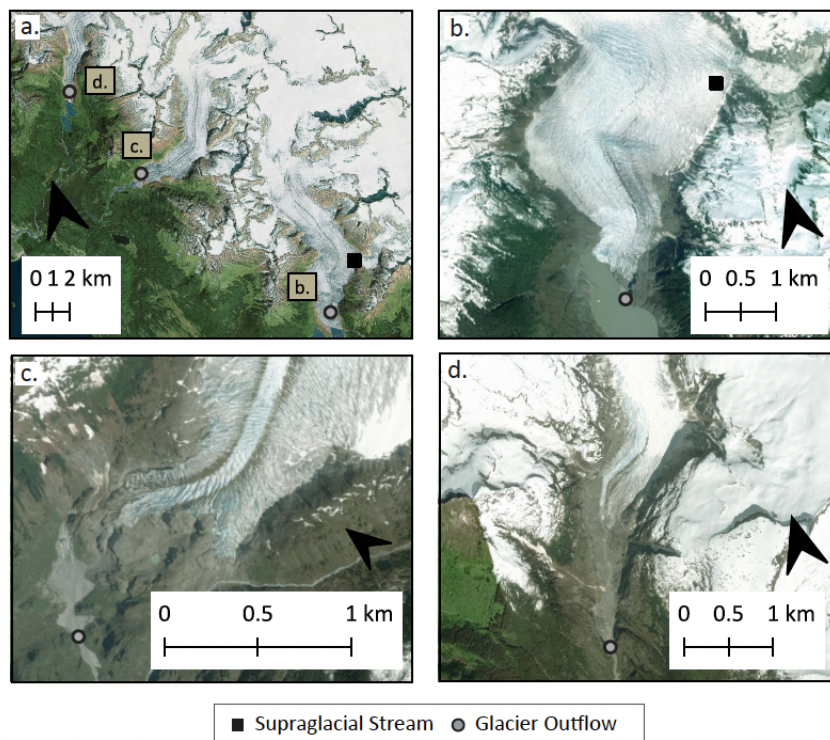 a.
d.
c.
b.
0 1 2 km
b.
0 0.5 1 km
c.
0 0.5 1 km
d.
0 0.5 1 km
Supraglacial Stream Glacier Outflow